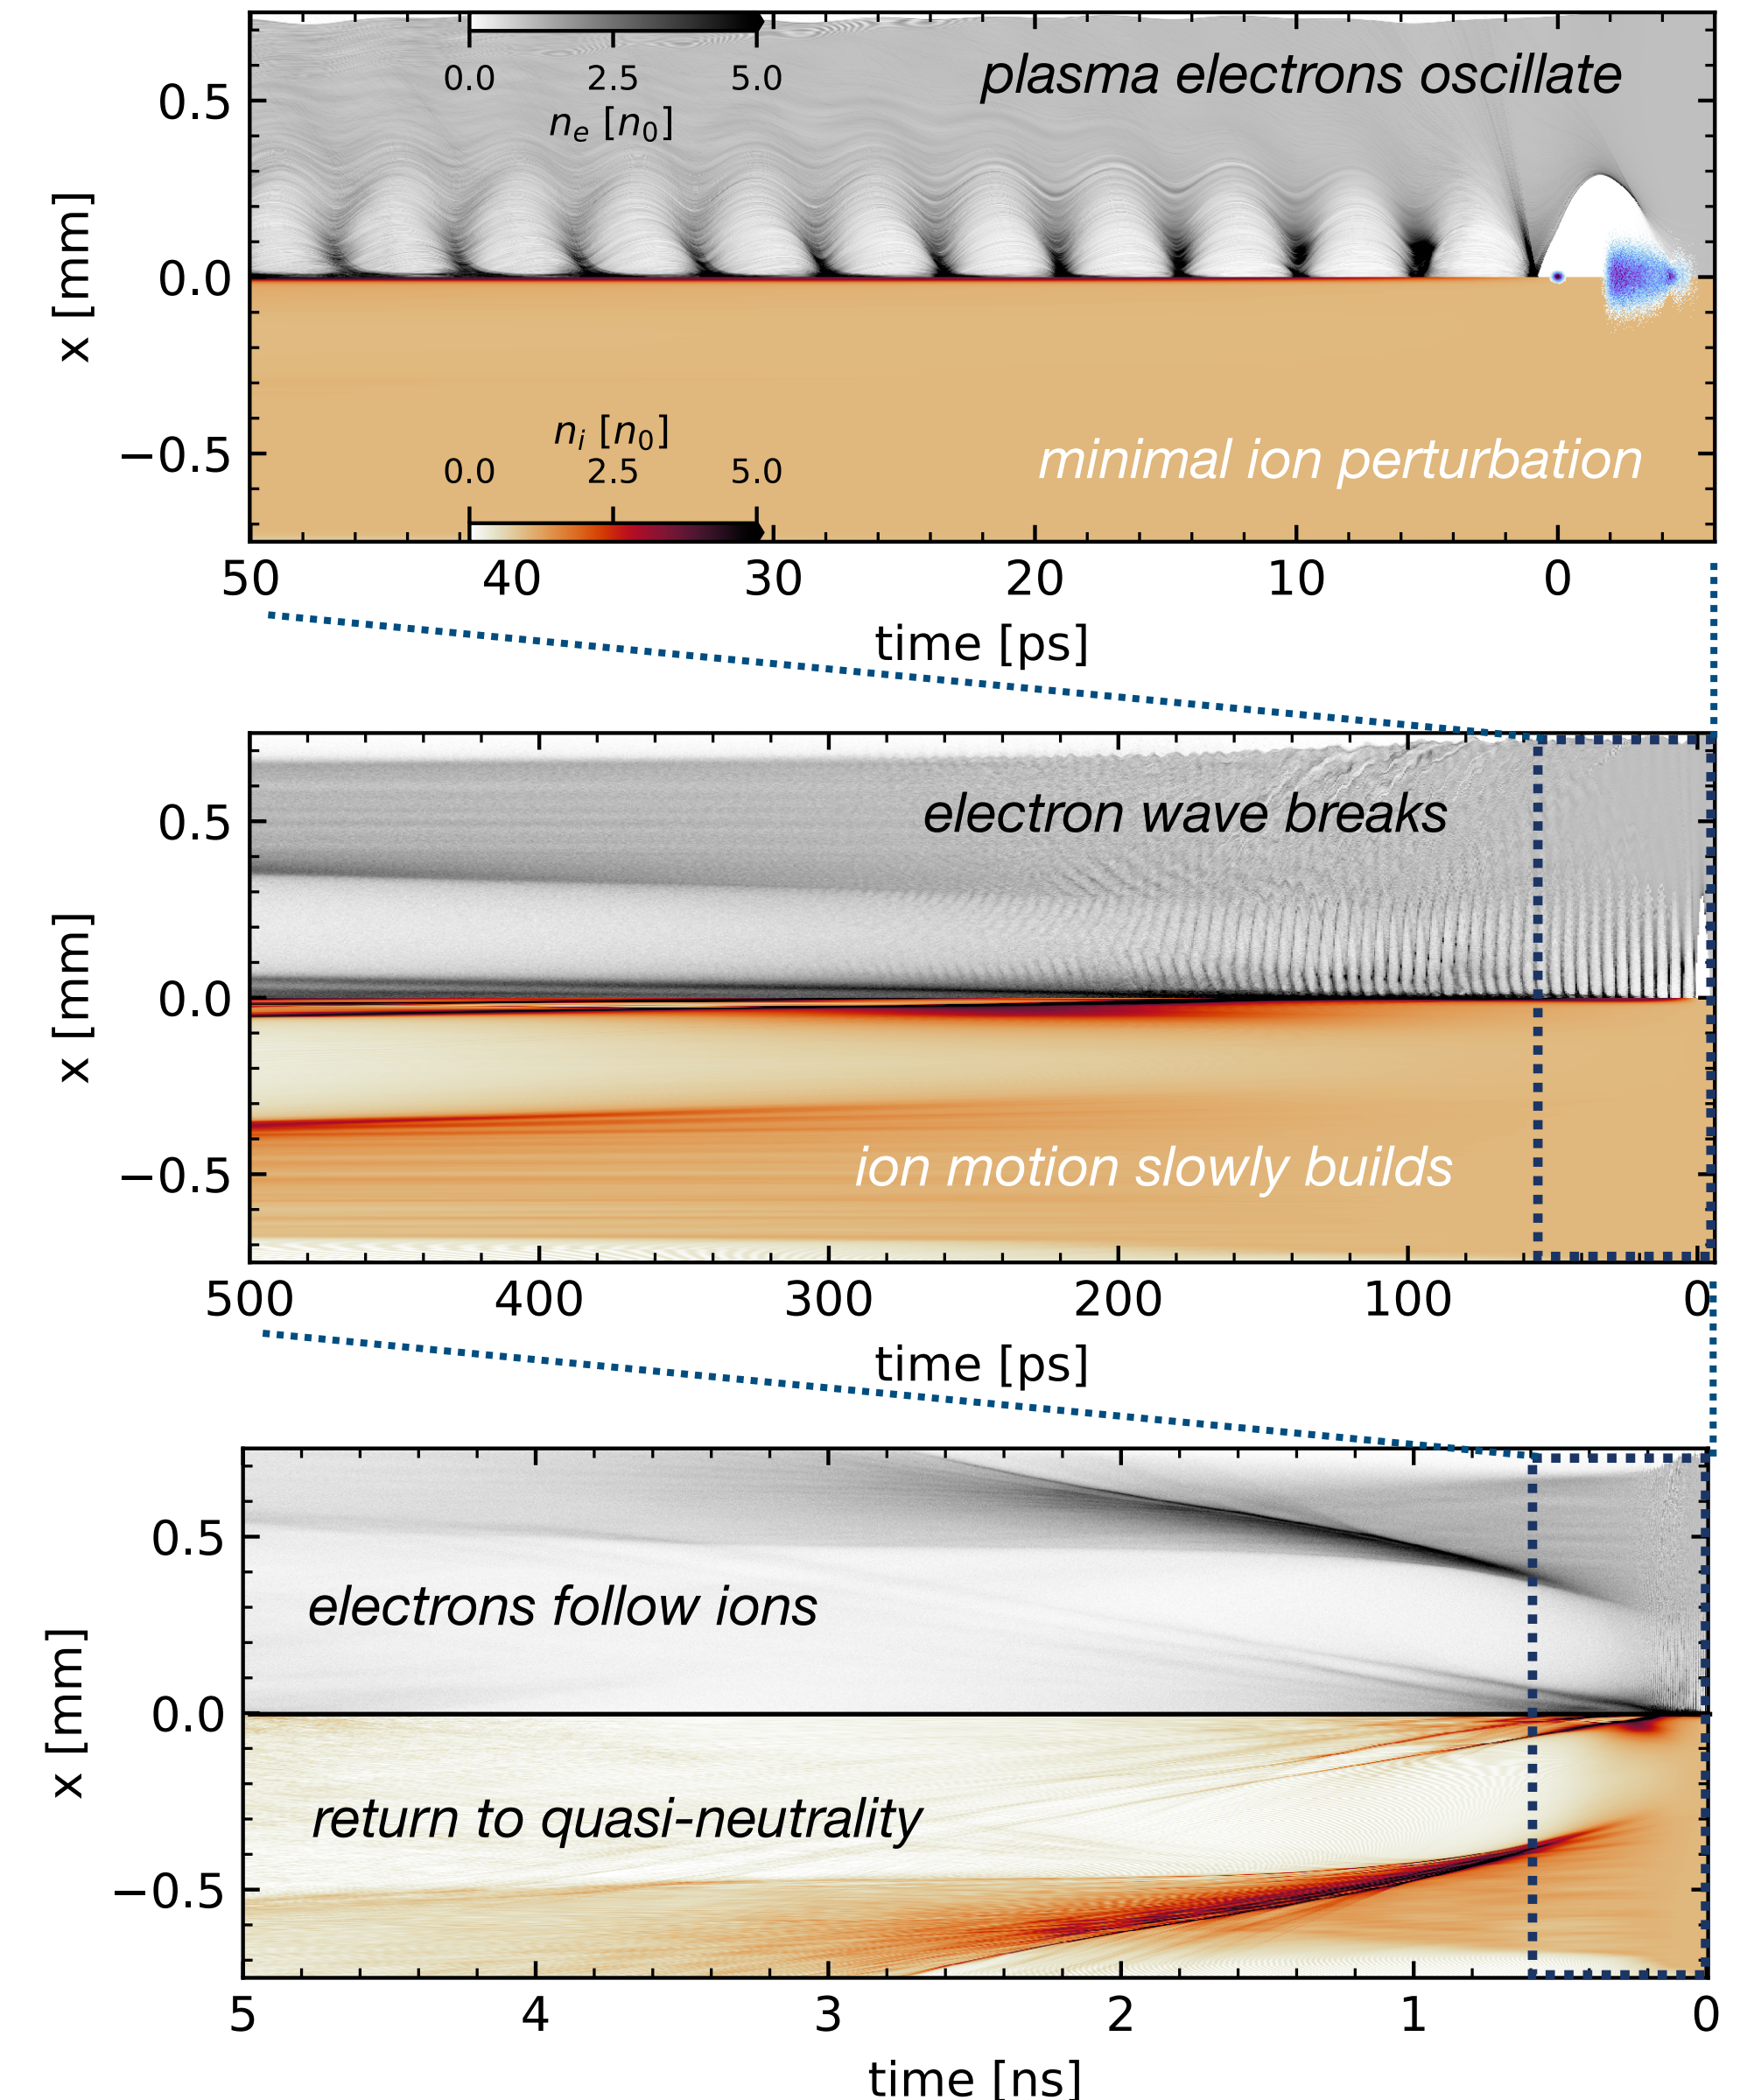 0.0 2.5 5.0
nₑ [n₀]
plasma electrons oscillate
0.5
0.0
−0.5
x [mm]
nᵢ [n₀]
0.0 2.5 5.0
minimal ion perturbation
50 40 30 20 10 0
time [ps]
electron wave breaks
0.5
0.0
−0.5
x [mm]
ion motion slowly builds
500 400 300 200 100 0
time [ps]
0.5
electrons follow ions
0.0
x [mm]
return to quasi-neutrality
−0.5
5 4 3 2 1 0
time [ns]